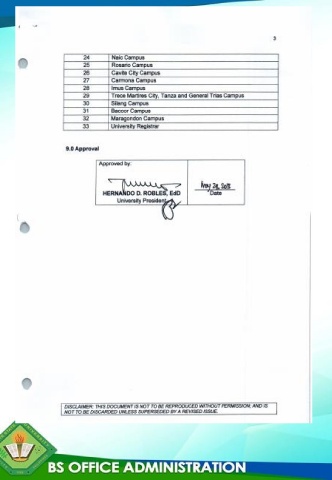 3
24 Naic Campus
25 Rosario Campus
26 Cavite City Campus
27 Carmona Campus
28 Imus Campus
29 Trece Martires City, Tanza and General Trias Campus
30 Silang Campus
31 Bacoor Campus
32 Maragondon Campus
33 University Registrar
9.0 Approval
Approved by:
HERNANDO D. ROBLES, EdD
University President
Date
DISCLAIMER: THIS DOCUMENT IS NOT TO BE REPRODUCED WITHOUT PERMISSION, AND IS
NOT TO BE DISCARDED UNLESS SUPERSEDED BY A REVISED ISSUE.
BS OFFICE ADMINISTRATION